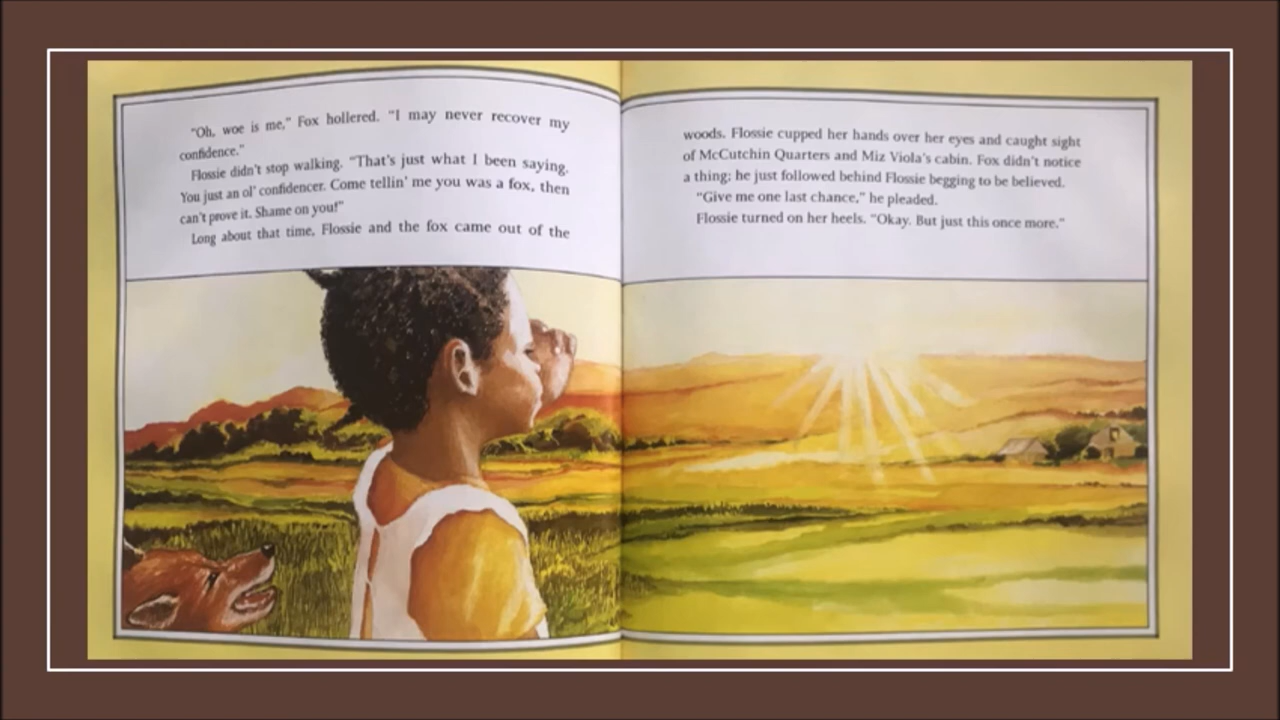 "Oh, woe is me," Fox hollered. "I may never recover my
confidence."
Flossie didn't stop walking. "That's just what I been saying.
You just an ol' confidencer. Come tellin' me you was a fox, then
can't prove it. Shame on you!"
Long about that time, Flossie and the fox came out of the
woods. Flossie cupped her hands over her eyes and caught sight
of McCutchin Quarters and Miz Viola's cabin. Fox didn't notice
a thing; he just followed behind Flossie begging to be believed.
"Give me one last chance," he pleaded.
Flossie turned on her heels. "Okay. But just this once more."